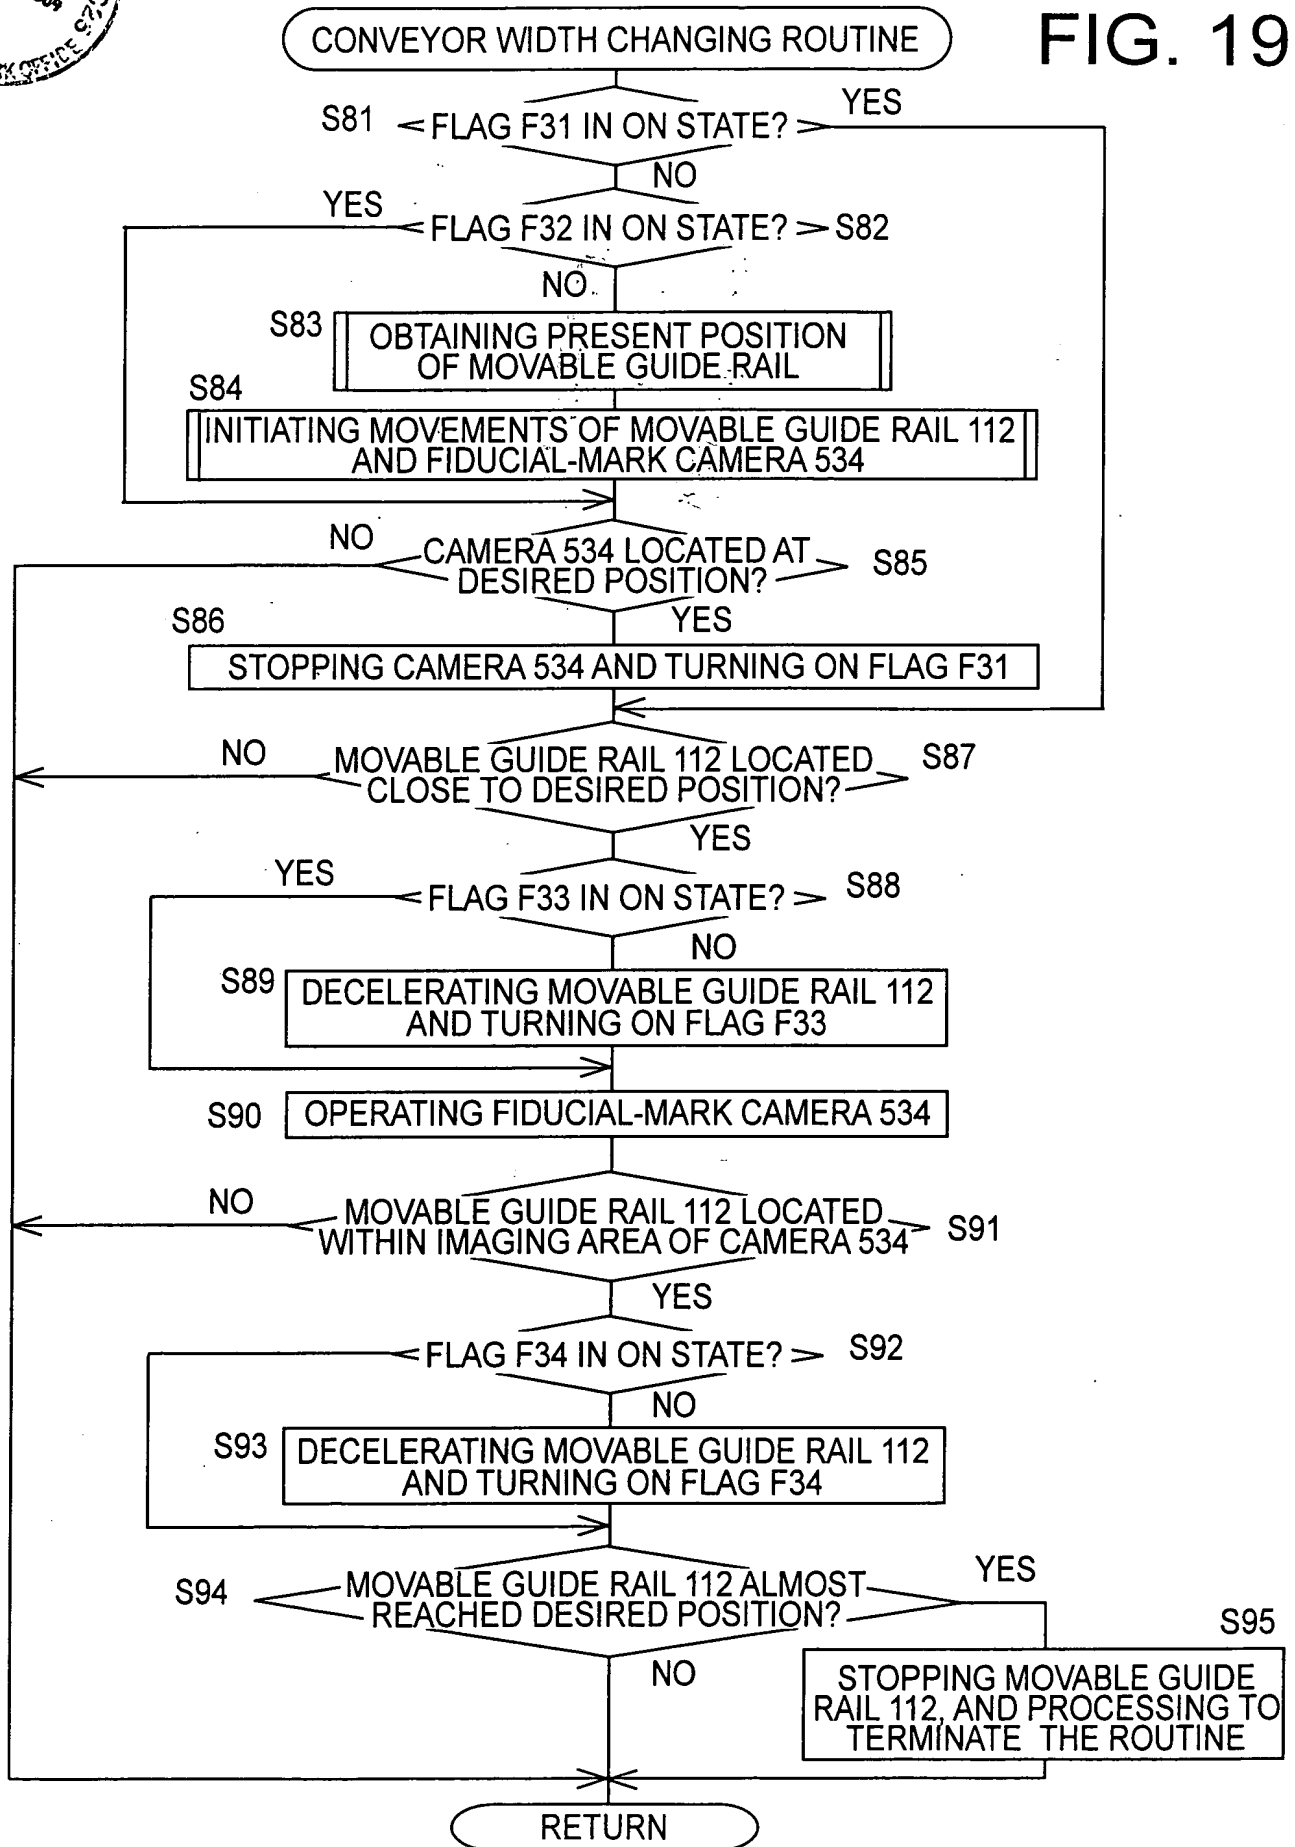 FIG. 19
CONVEYOR WIDTH CHANGING ROUTINE
S81
FLAG F31 IN ON STATE?
YES
NO
YES
FLAG F32 IN ON STATE?
S82
NO
S83
OBTAINING PRESENT POSITION
OF MOVABLE GUIDE RAIL
S84
INITIATING MOVEMENTS OF MOVABLE GUIDE RAIL 112
AND FIDUCIAL-MARK CAMERA 534
NO
CAMERA 534 LOCATED AT
DESIRED POSITION?
S85
YES
S86
STOPPING CAMERA 534 AND TURNING ON FLAG F31
NO
MOVABLE GUIDE RAIL 112 LOCATED
CLOSE TO DESIRED POSITION?
S87
YES
YES
FLAG F33 IN ON STATE?
S88
NO
S89
DECELERATING MOVABLE GUIDE RAIL 112
AND TURNING ON FLAG F33
S90
OPERATING FIDUCIAL-MARK CAMERA 534
NO
MOVABLE GUIDE RAIL 112 LOCATED
WITHIN IMAGING AREA OF CAMERA 534
S91
YES
FLAG F34 IN ON STATE?
S92
NO
S93
DECELERATING MOVABLE GUIDE RAIL 112
AND TURNING ON FLAG F34
S94
MOVABLE GUIDE RAIL 112 ALMOST
REACHED DESIRED POSITION?
YES
NO
S95
STOPPING MOVABLE GUIDE
RAIL 112, AND PROCESSING TO
TERMINATE THE ROUTINE
RETURN